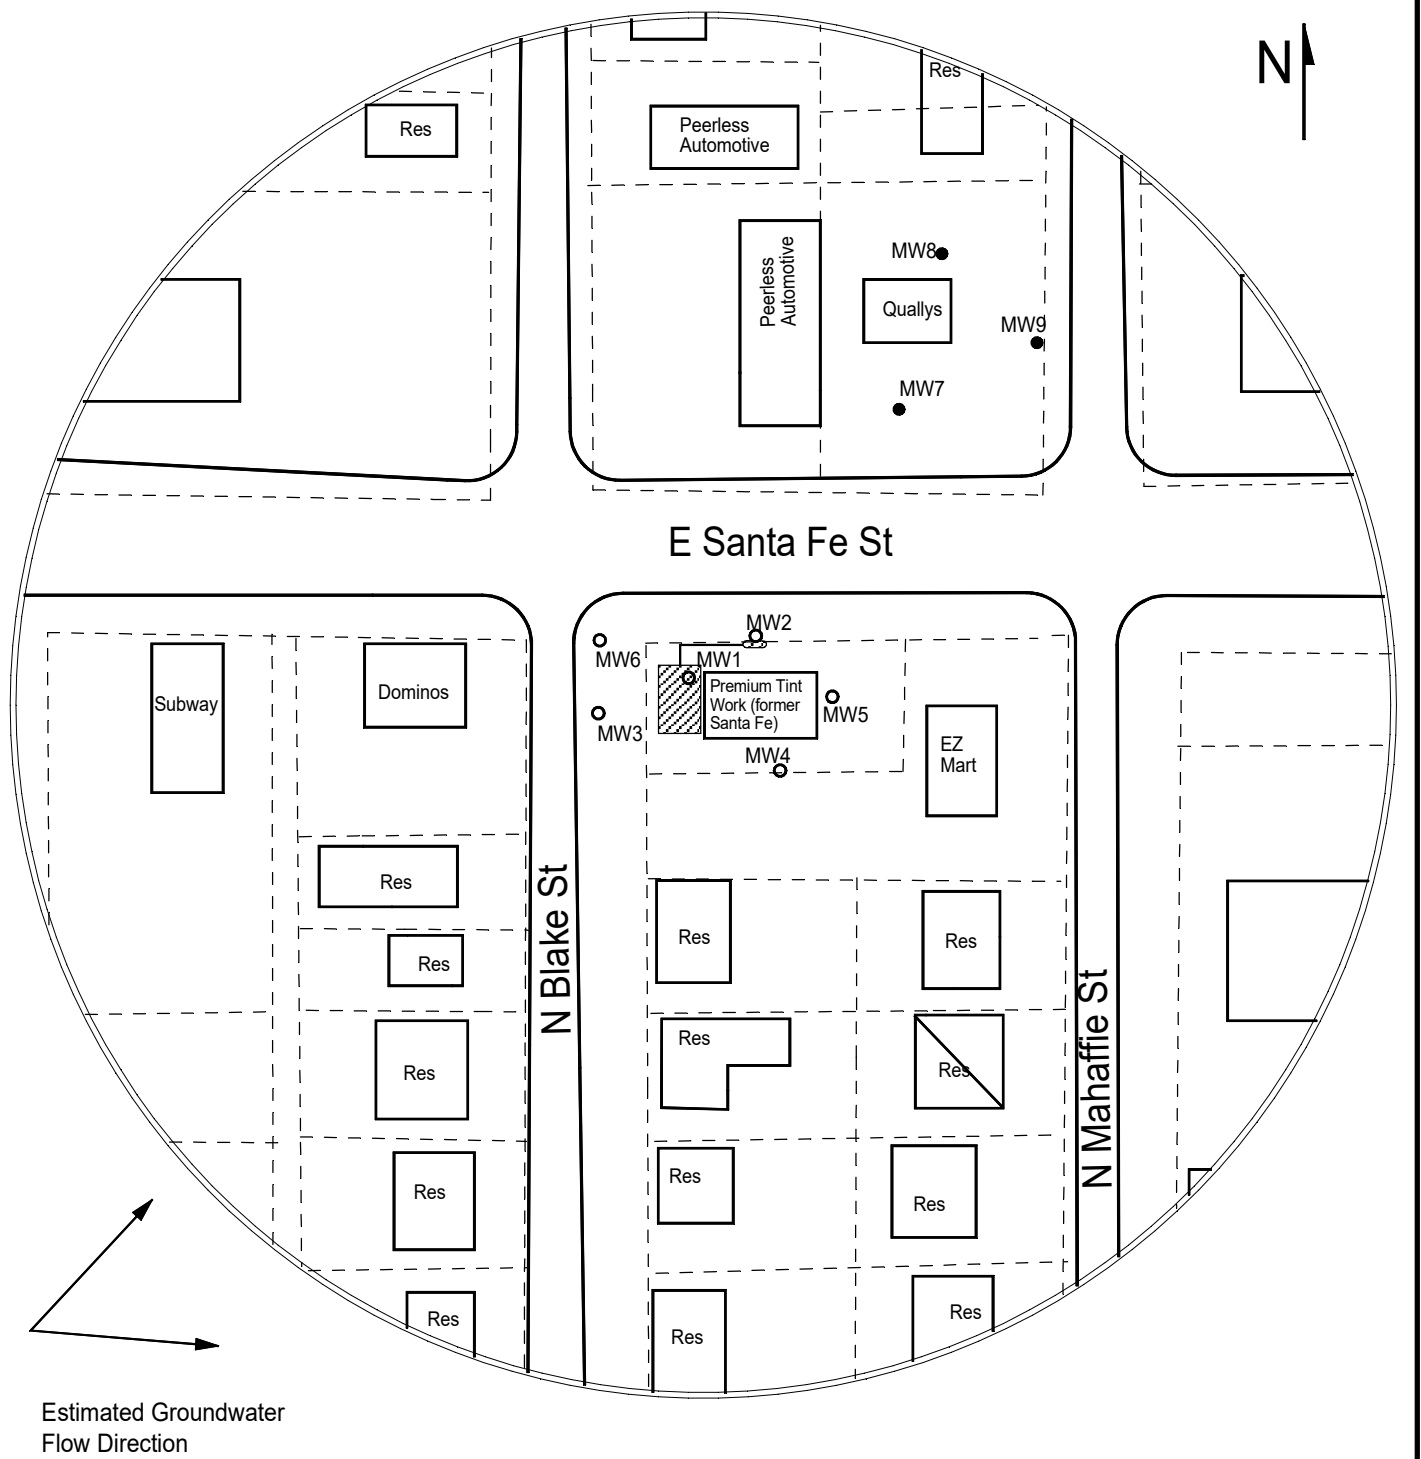 N
Res
Res
Peerless
Automotive
Peerless
Automotive
MW8
Quallys
MW9
MW7
E Santa Fe St
MW2
MW6
MW1
Subway
Dominos
Premium Tint
Work (former
Santa Fe)
MW5
MW3
EZ
Mart
MW4
Res
Res
Res
Res
N Blake St
Res
Res
Res
N Mahaffie St
Res
Res
Res
Res
Res
Res
Res
Estimated Groundwater
Flow Direction